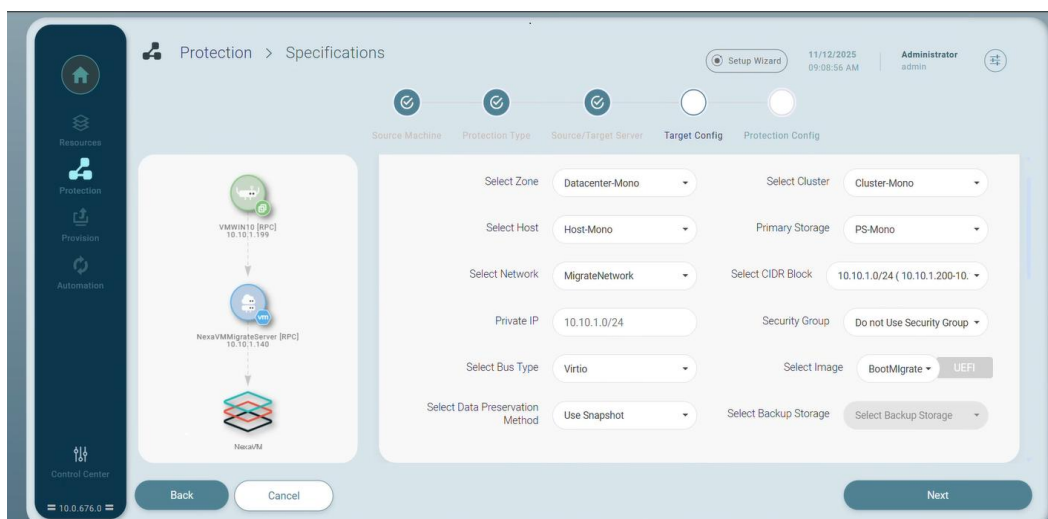 Protection > Specifications
Setup Wizard
11/12/2025
09:08:56 AM
Administrator
admin
Source Machine
Protection Type
Source/Target Server
Target Config
Protection Config
Resources
Protection
Provision
Automation
Control Center
10.0.676.0
VMWIN10 [RPC]
10.10.1.199
vm
NexaVMMigrateServer [RPC]
10.10.1.140
NexaVM
Select Zone
Datacenter-Mono
Select Cluster
Cluster-Mono
Select Host
Host-Mono
Primary Storage
PS-Mono
Select Network
MigrateNetwork
Select CIDR Block
10.10.1.0/24 ( 10.10.1.200-10.
Private IP
10.10.1.0/24
Security Group
Do not Use Security Group
Select Bus Type
Virtio
Select Image
BootMIgrate
UEFI
Select Data Preservation
Method
Use Snapshot
Select Backup Storage
Select Backup Storage
Back
Cancel
Next